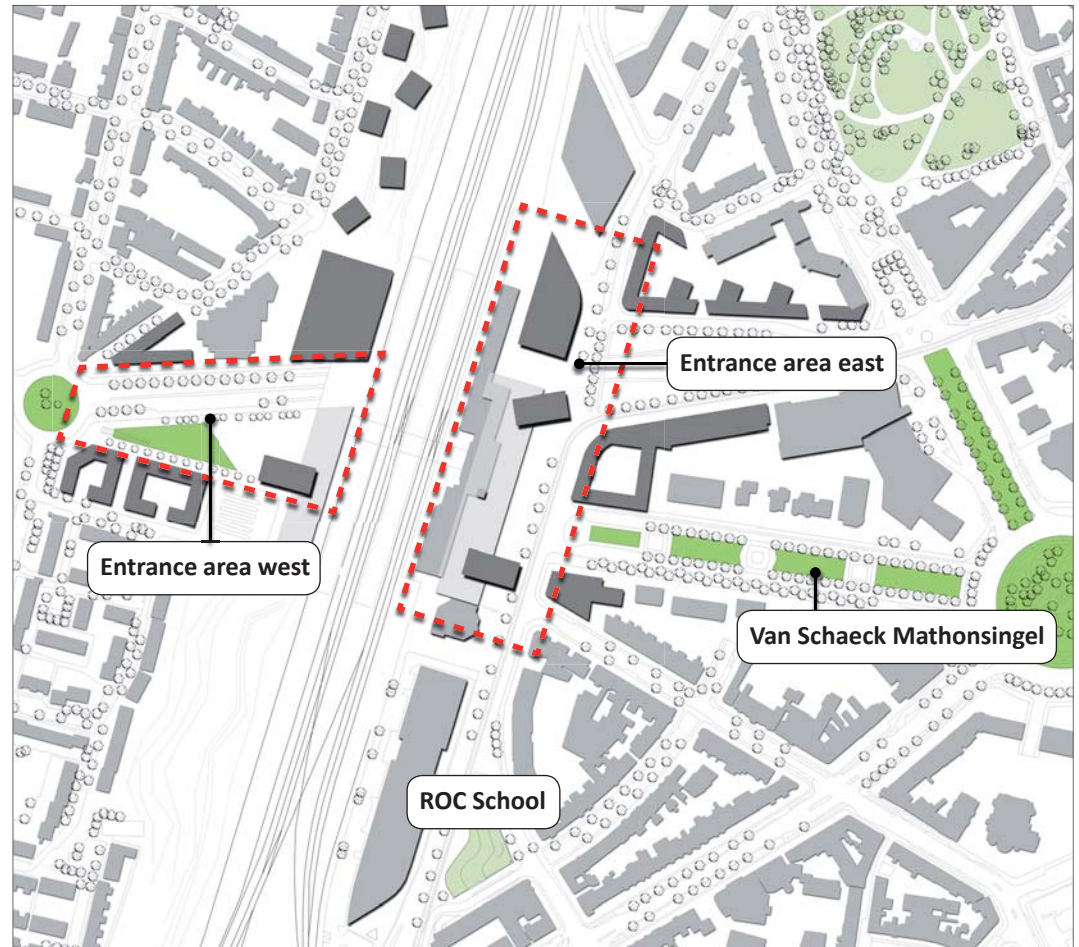 Entrance area east
Entrance area west
Van Schaeck Mathonsingel
ROC School